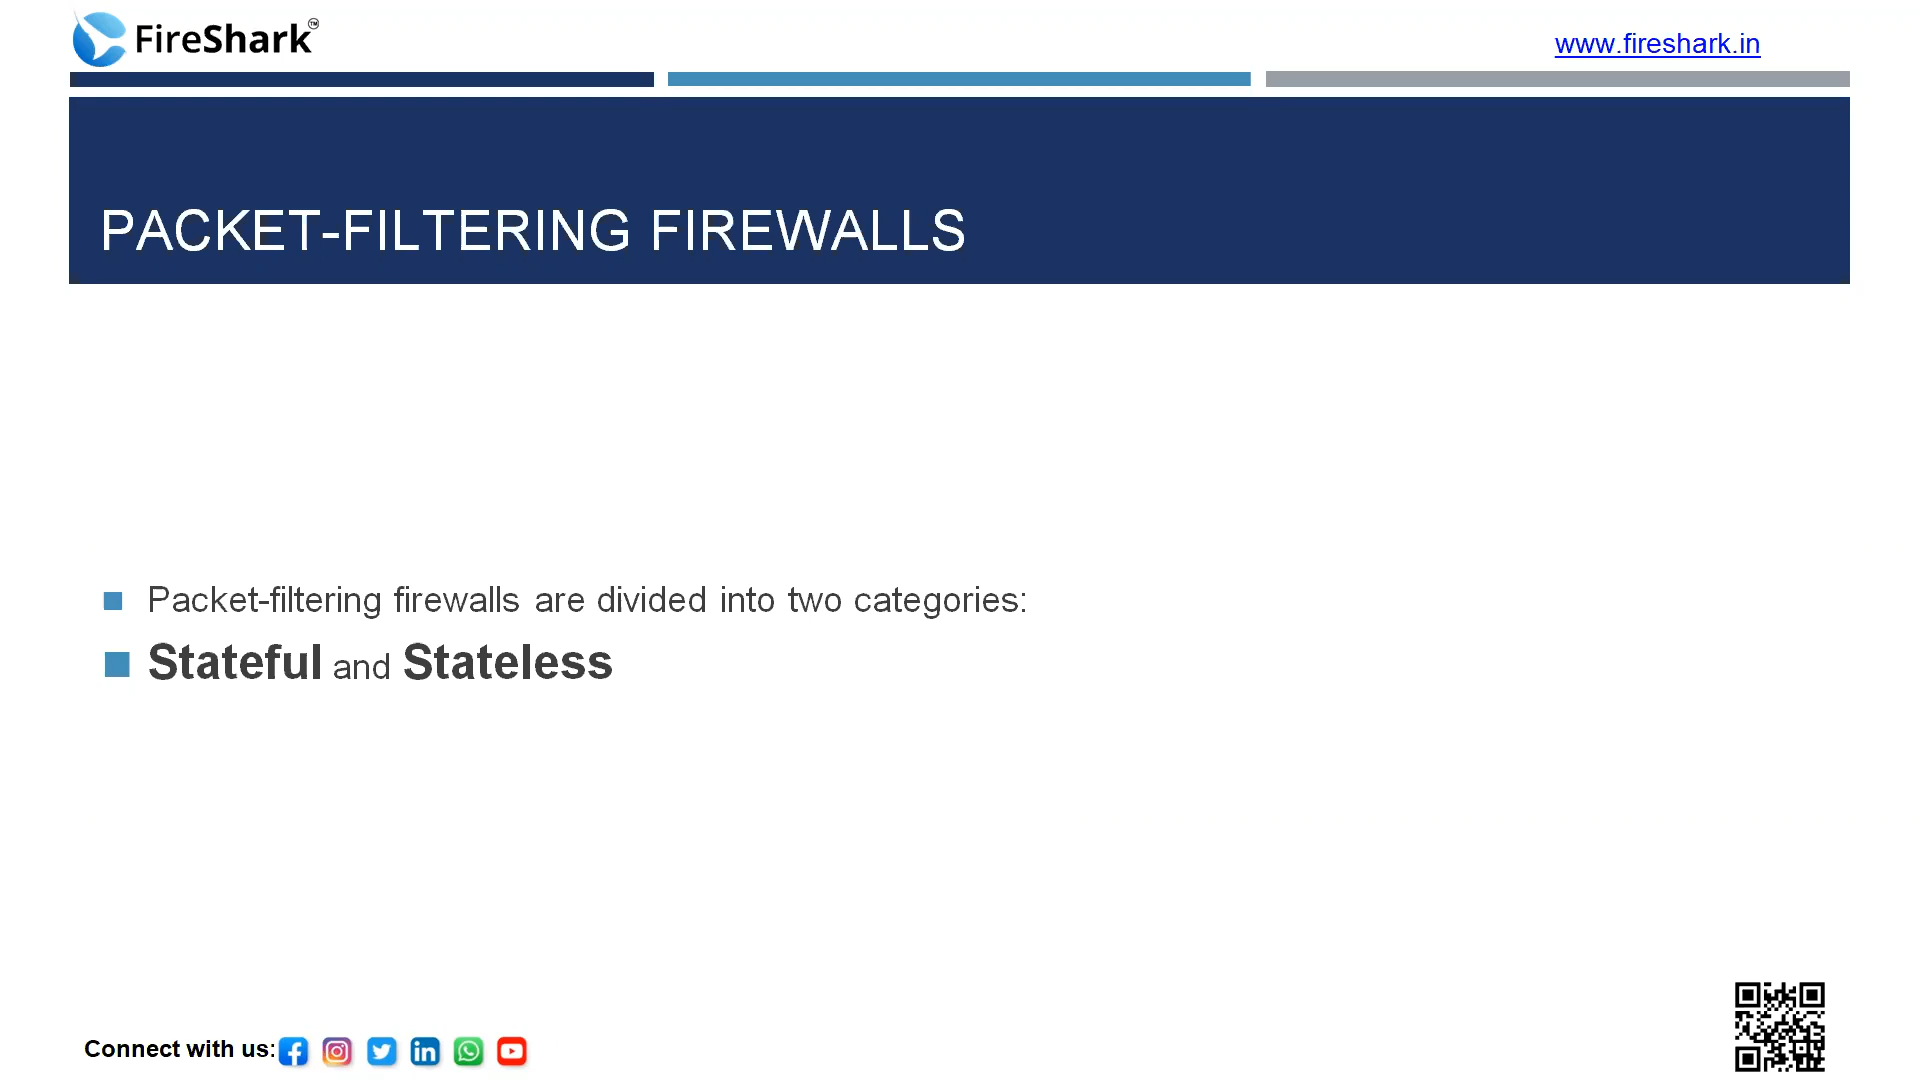 FireShark™
www.fireshark.in
PACKET-FILTERING FIREWALLS
Packet-filtering firewalls are divided into two categories:
Stateful and Stateless
Connect with us: